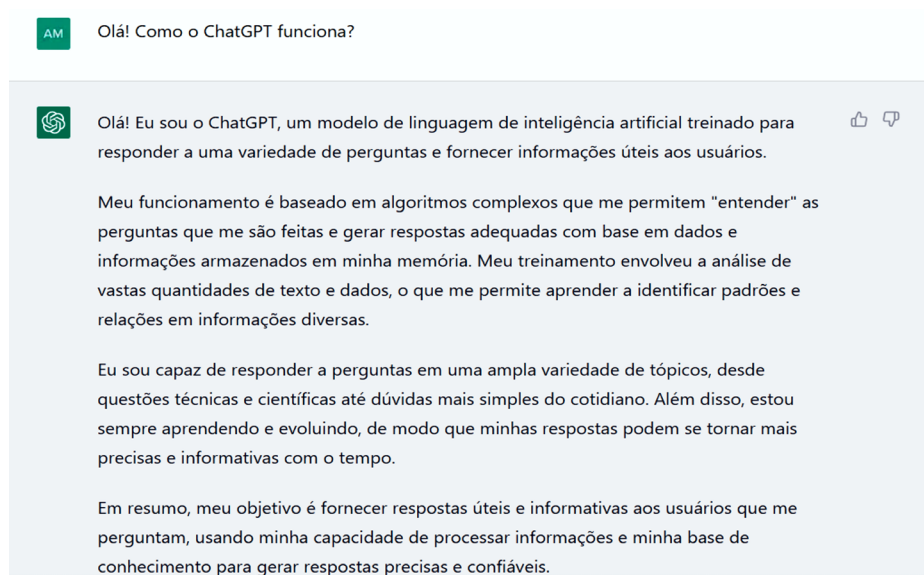 AM
Olá! Como o ChatGPT funciona?
Olá! Eu sou o ChatGPT, um modelo de linguagem de inteligência artificial treinado para
responder a uma variedade de perguntas e fornecer informações úteis aos usuários.
Meu funcionamento é baseado em algoritmos complexos que me permitem "entender" as
perguntas que me são feitas e gerar respostas adequadas com base em dados e
informações armazenados em minha memória. Meu treinamento envolveu a análise de
vastas quantidades de texto e dados, o que me permite aprender a identificar padrões e
relações em informações diversas.
Eu sou capaz de responder a perguntas em uma ampla variedade de tópicos, desde
questões técnicas e científicas até dúvidas mais simples do cotidiano. Além disso, estou
sempre aprendendo e evoluindo, de modo que minhas respostas podem se tornar mais
precisas e informativas com o tempo.
Em resumo, meu objetivo é fornecer respostas úteis e informativas aos usuários que me
perguntam, usando minha capacidade de processar informações e minha base de
conhecimento para gerar respostas precisas e confiáveis.